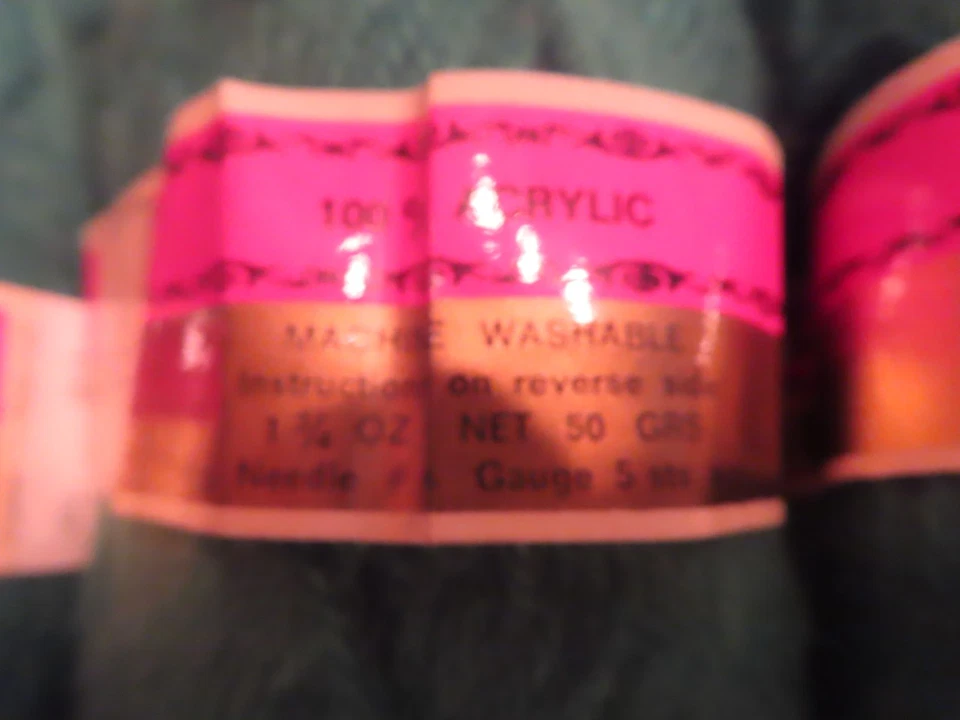 100 % ACRYLIC
MACHINE WASHABLE
Instructions on reverse side
1 ¾ OZ NET 50 GRS
Needle # Gauge 5 sts